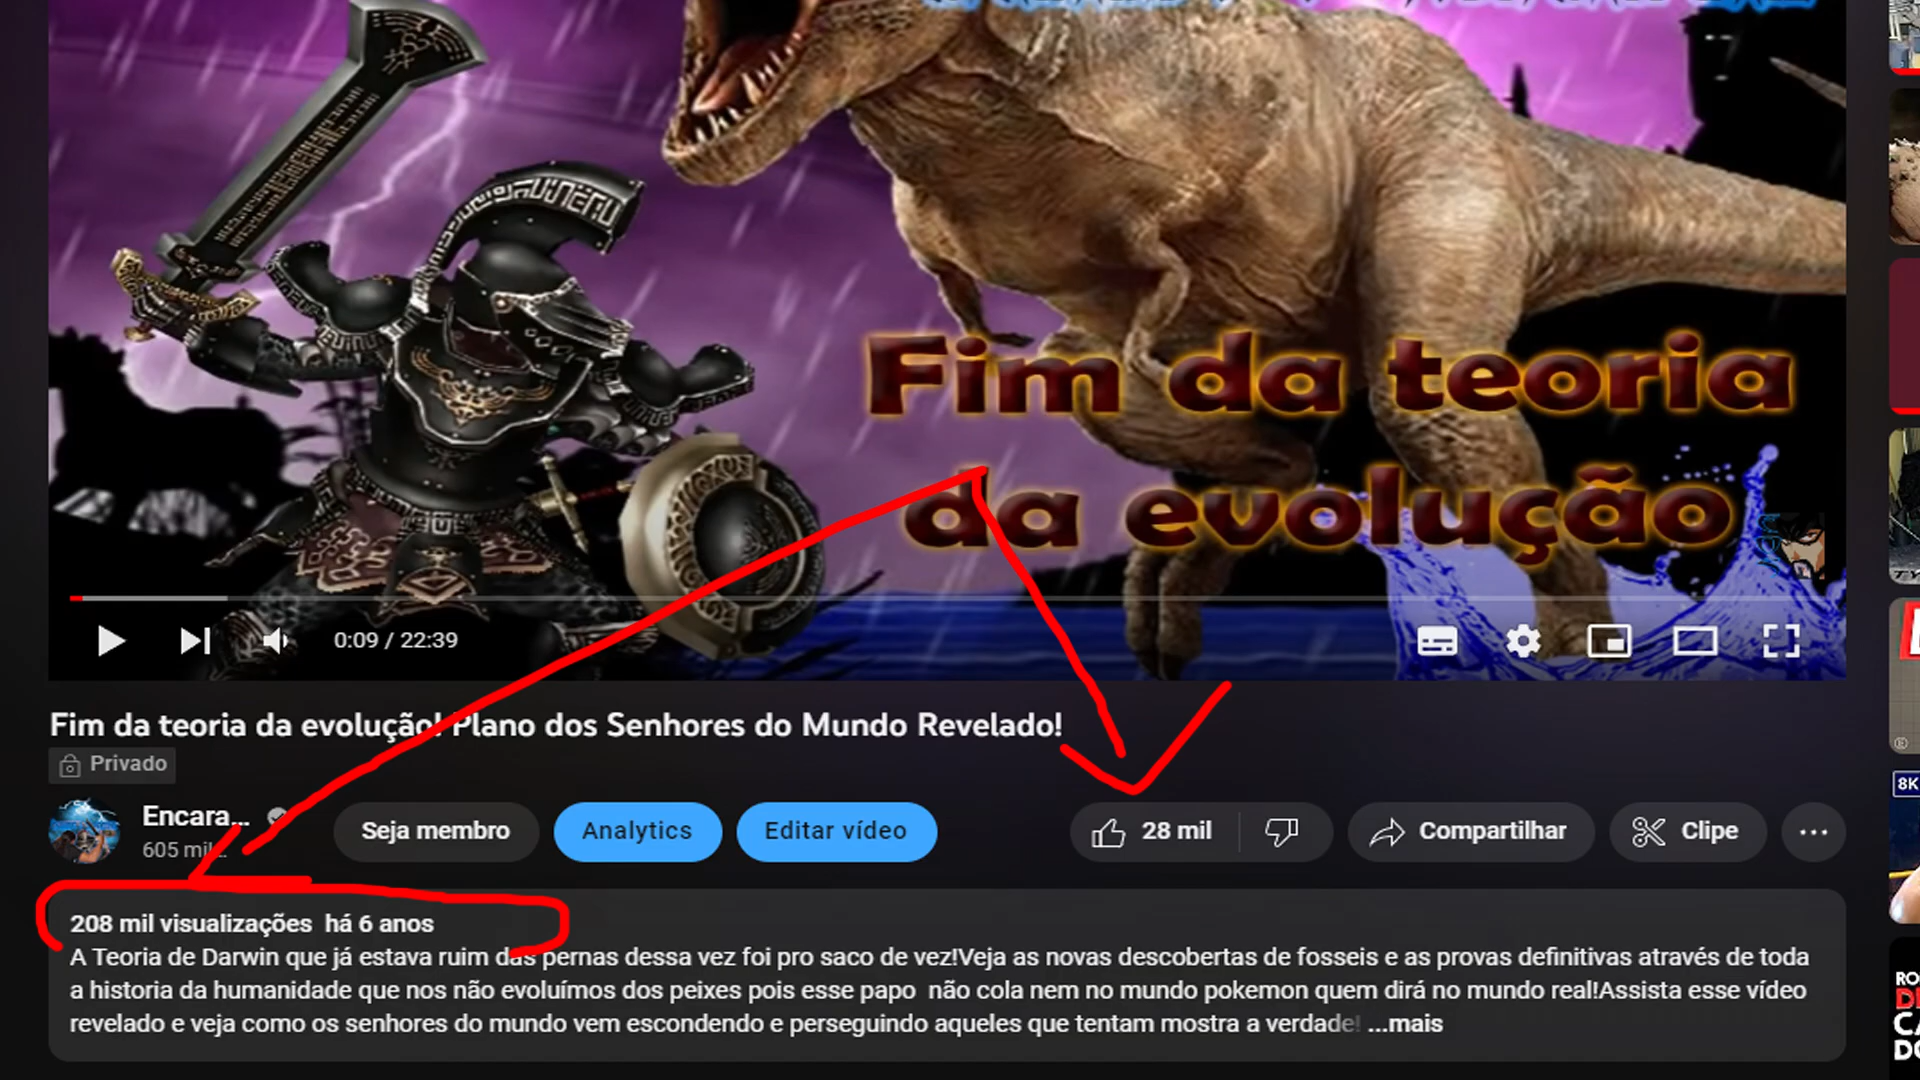 Fim da teoria
da evolução
0:09 / 22:39
Fim da teoria da evolução! Plano dos Senhores do Mundo Revelado!
Privado
Encara...
605 mil...
Seja membro
Analytics
Editar vídeo
28 mil
Compartilhar
Clipe
8K
208 mil visualizações há 6 anos
A Teoria de Darwin que já estava ruim das pernas dessa vez foi pro saco de vez!Veja as novas descobertas de fosseis e as provas definitivas através de toda
a historia da humanidade que nos não evoluímos dos peixes pois esse papo não cola nem no mundo pokemon quem dirá no mundo real!Assista esse vídeo
revelado e veja como os senhores do mundo vem escondendo e perseguindo aqueles que tentam mostra a verdade! ...mais